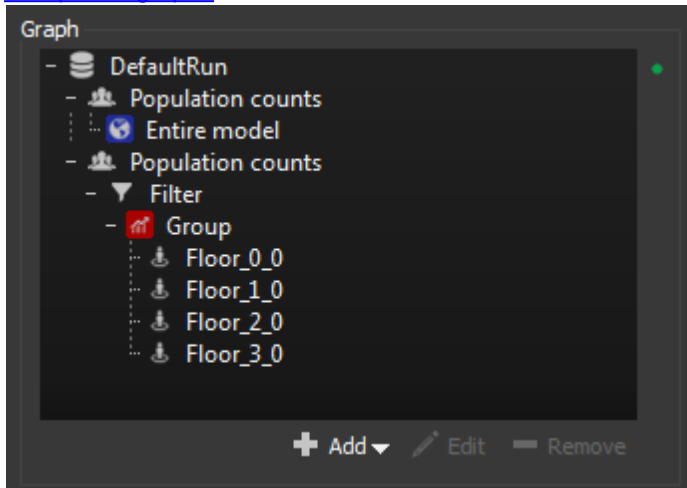 Graph
DefaultRun
Population counts
Entire model
Population counts
Filter
Group
Floor_0_0
Floor_1_0
Floor_2_0
Floor_3_0
Add Edit Remove